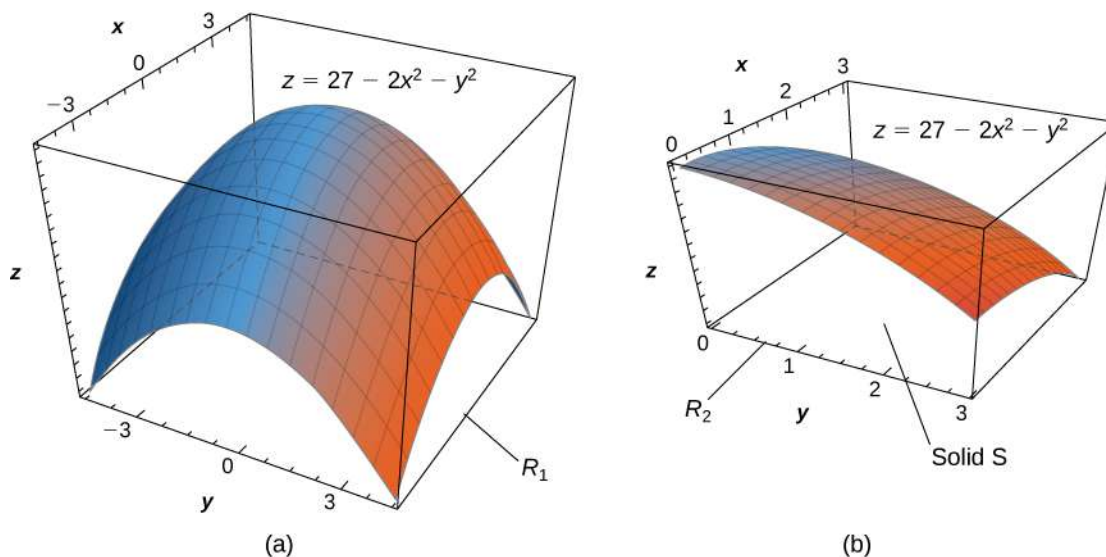 x
3
0
−3
z = 27 − 2x² − y²
z
−3
0
3
y
R₁
(a)
x
3
2
1
0
z = 27 − 2x² − y²
z
0
1
2
3
R₂
y
Solid S
(b)